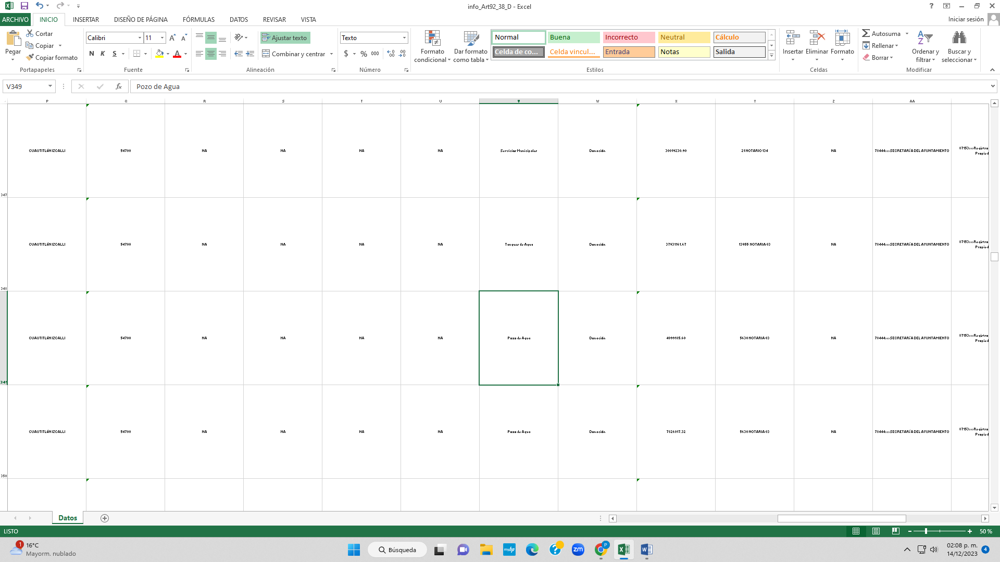 info_Art92_38_D - Excel
ARCHIVO INICIO INSERTAR DISEÑO DE PÁGINA FÓRMULAS DATOS REVISAR VISTA Iniciar sesión
Pegar
Cortar
Copiar
Copiar formato
Portapapeles
Calibri 11
N K S
Fuente
Ajustar texto
Combinar y centrar
Alineación
Texto
$ % 000
Número
Formato condicional
Dar formato como tabla
Normal Buena Incorrecto Neutral Cálculo
Celda de co... Celda vincul... Entrada Notas Salida
Estilos
Insertar Eliminar Formato
Celdas
Autosuma
Rellenar
Borrar
Ordenar y filtrar
Buscar y seleccionar
Modificar
V349 fx Pozo de Agua
P Q R S T U V W X Y Z AA
CUAUTITLÁN IZCALLI 54700 NA NA NA NA Servicios Municipales Donación 30019230.90 21 NOTARIO 134 NA 78444>>>SECRETARÍA DEL AYUNTAMIENTO 87153>>>Registro Propied
347
CUAUTITLÁN IZCALLI 54700 NA NA NA NA Tanques de Agua Donación 37931161.67 13955 NOTARIA 03 NA 78444>>>SECRETARÍA DEL AYUNTAMIENTO 87153>>>Registro Propied
348
CUAUTITLÁN IZCALLI 54700 NA NA NA NA Pozo de Agua Donación 4099185.60 5630 NOTARIA 03 NA 78444>>>SECRETARÍA DEL AYUNTAMIENTO 87153>>>Registro Propied
349
CUAUTITLÁN IZCALLI 54700 NA NA NA NA Pozo de Agua Donación 7826017.32 5630 NOTARIA 03 NA 78444>>>SECRETARÍA DEL AYUNTAMIENTO 87153>>>Registro Propied
350
Datos
LISTO 50 %
1 16°C
Mayorm. nublado
Búsqueda
myhp
zm
P
02:08 p. m.
14/12/2023
4